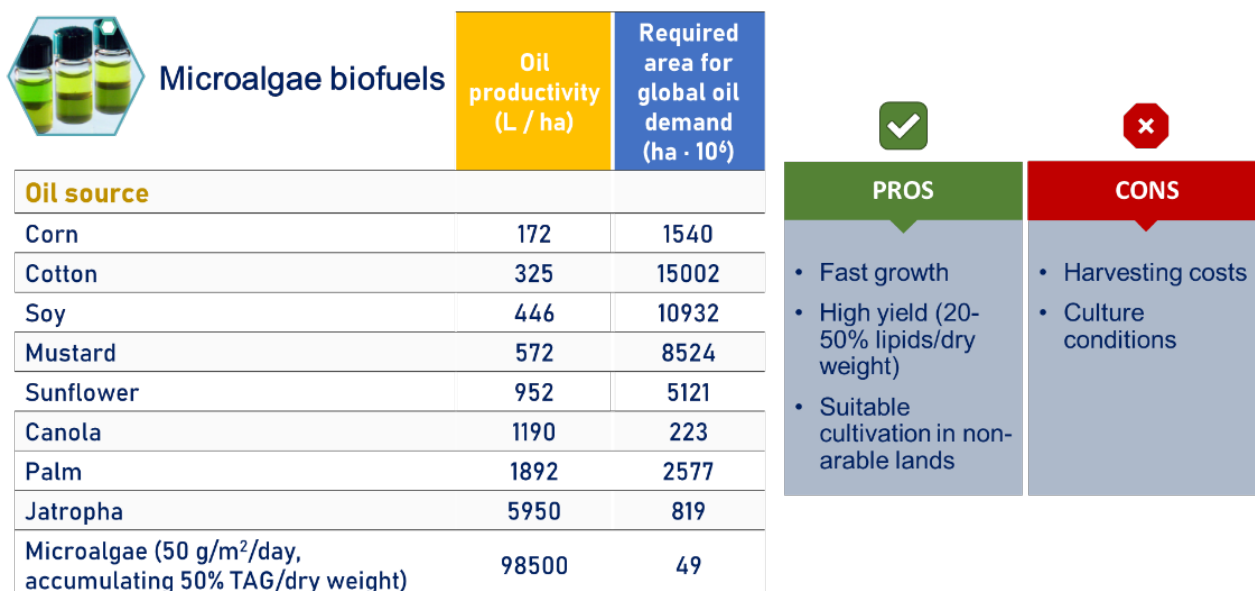 Microalgae biofuels
Oil
productivity
(L / ha)
Required
area for
global oil
demand
(ha · 10⁶)
Oil source
Corn 172 1540
Cotton 325 15002
Soy 446 10932
Mustard 572 8524
Sunflower 952 5121
Canola 1190 223
Palm 1892 2577
Jatropha 5950 819
Microalgae (50 g/m²/day,
accumulating 50% TAG/dry weight) 98500 49
PROS
• Fast growth
• High yield (20-
50% lipids/dry
weight)
• Suitable
cultivation in non-
arable lands
CONS
• Harvesting costs
• Culture
conditions